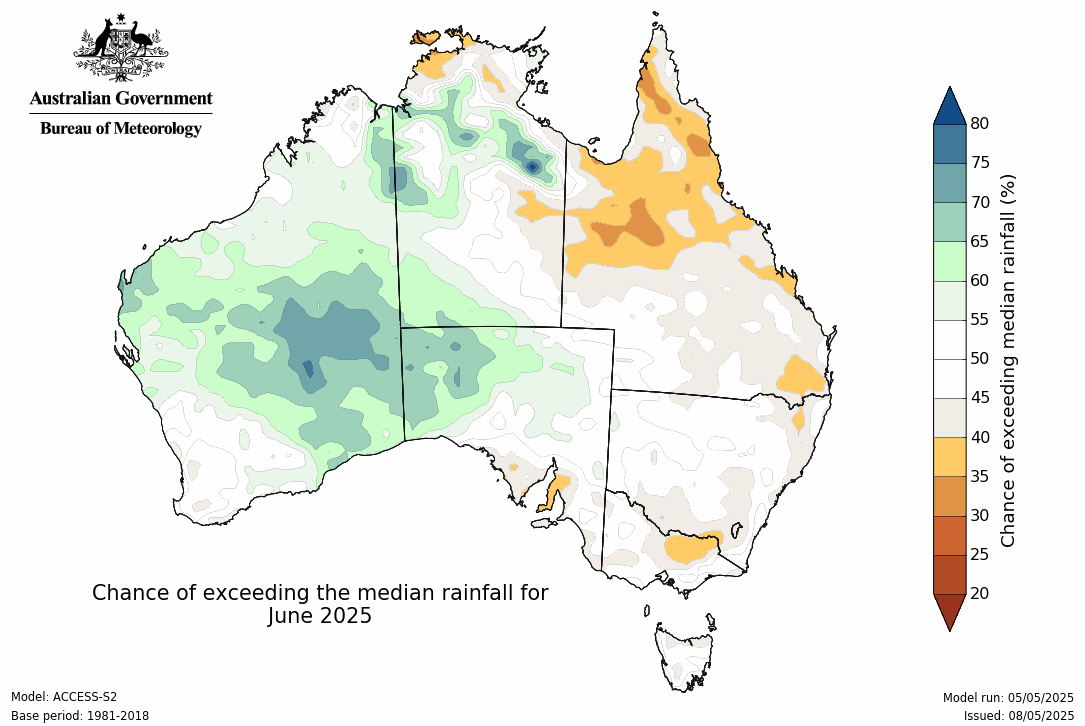 Australian Government
Bureau of Meteorology
80
75
70
65
60
55
50
45
40
35
30
25
20
Chance of exceeding median rainfall (%)
Chance of exceeding the median rainfall for
June 2025
Model: ACCESS-S2
Base period: 1981-2018
Model run: 05/05/2025
Issued: 08/05/2025